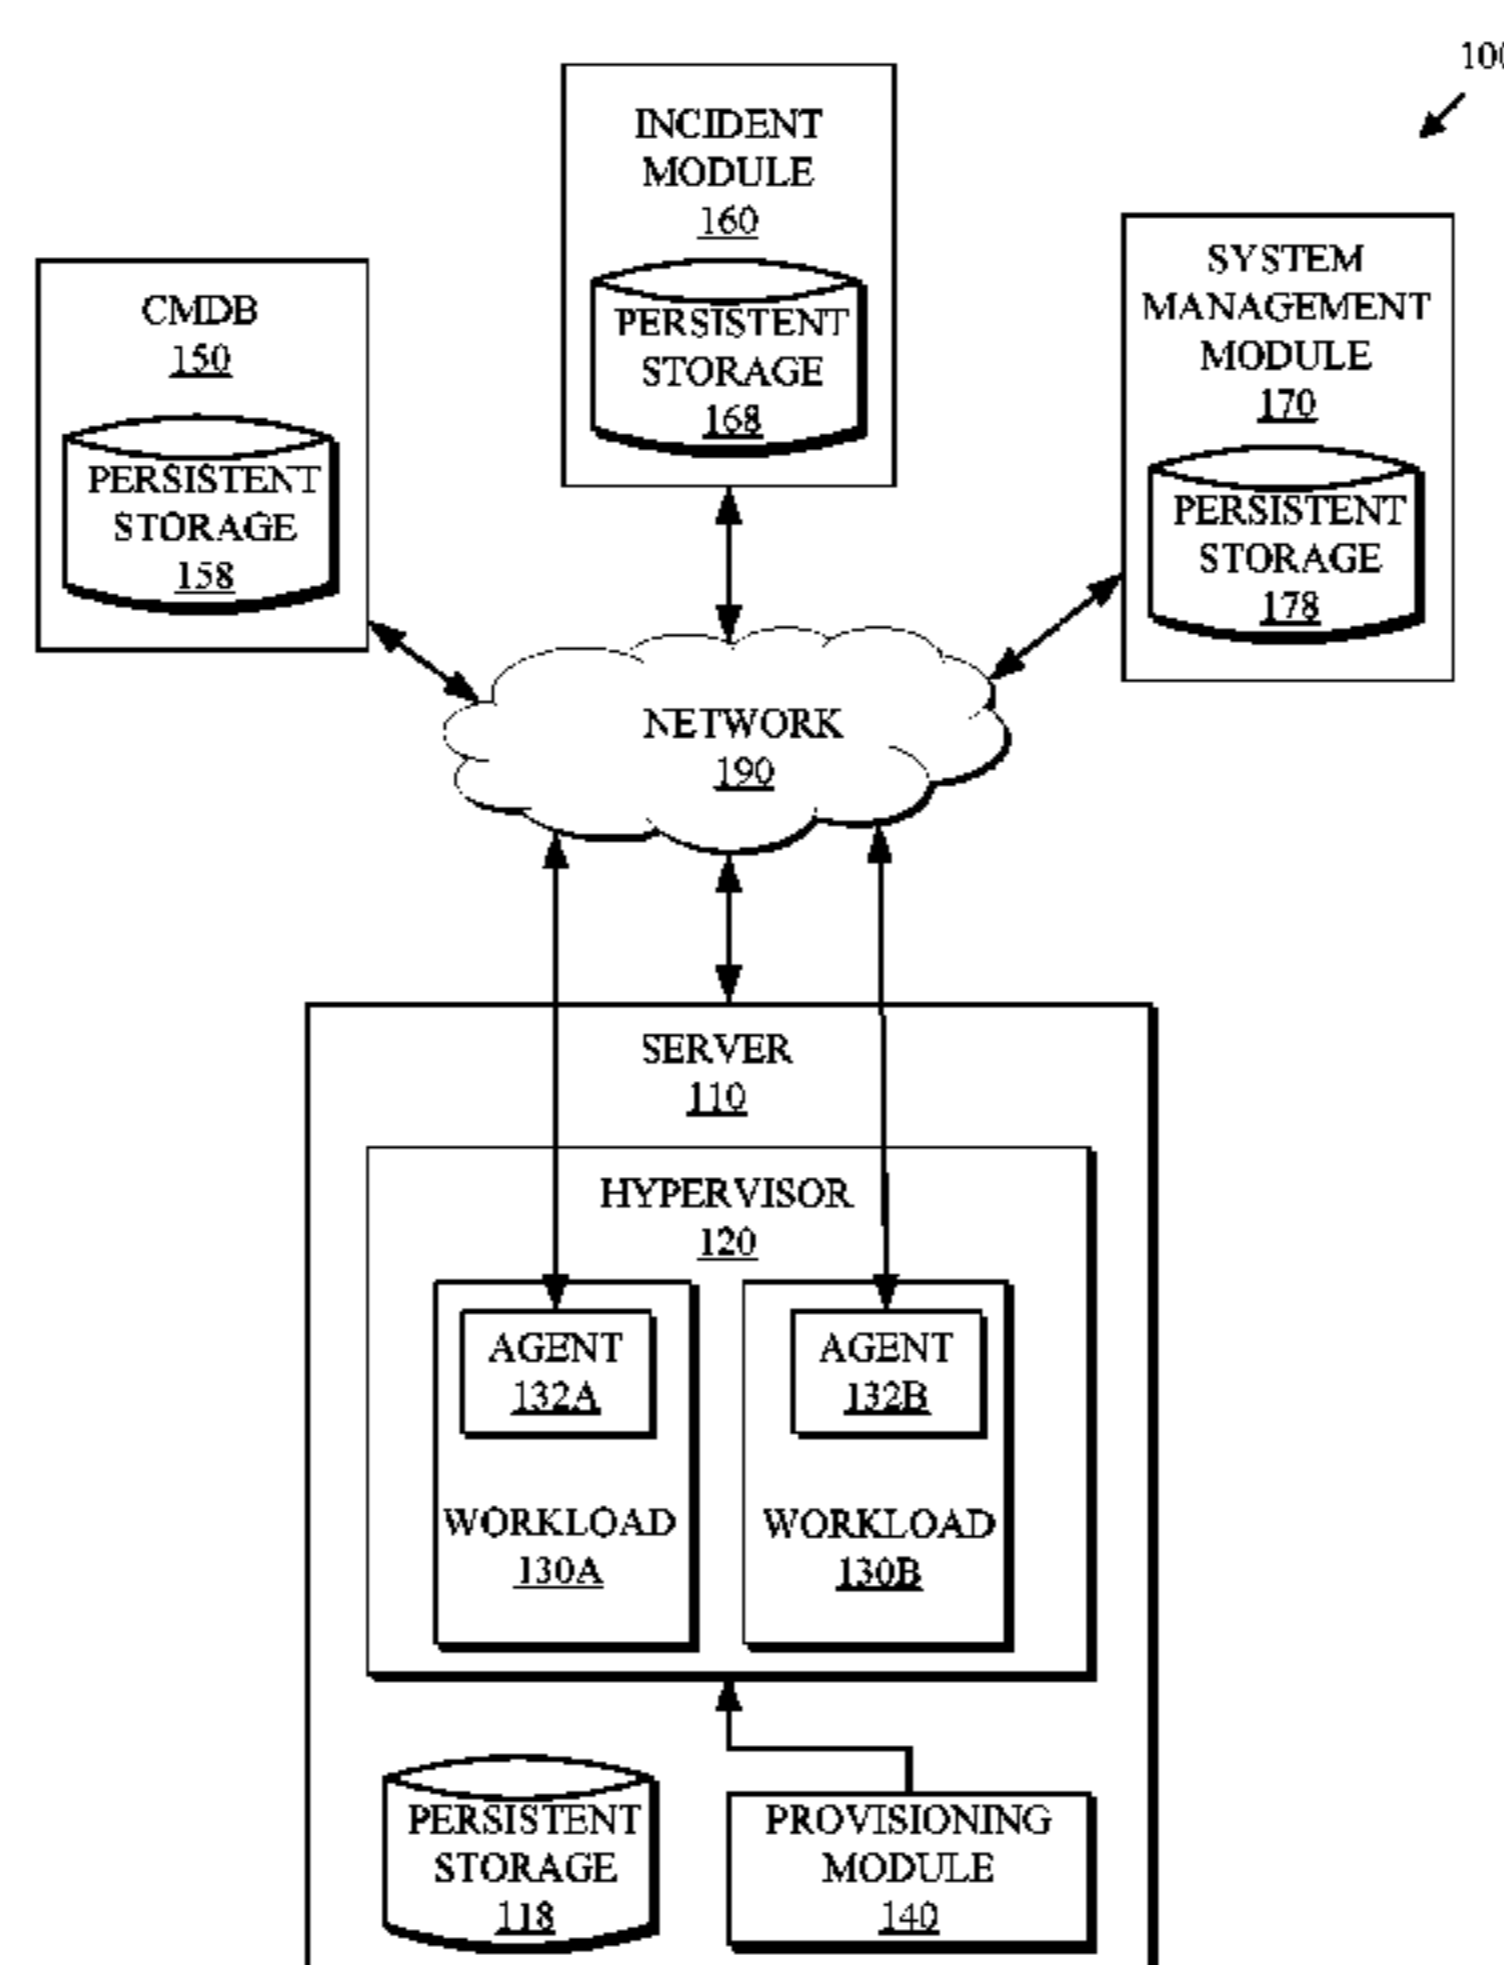 100
INCIDENT
MODULE
160
PERSISTENT
STORAGE
168
SYSTEM
MANAGEMENT
MODULE
170
PERSISTENT
STORAGE
178
CMDB
150
PERSISTENT
STORAGE
158
NETWORK
190
SERVER
110
HYPERVISOR
120
AGENT
132A
WORKLOAD
130A
AGENT
132B
WORKLOAD
130B
PERSISTENT
STORAGE
118
PROVISIONING
MODULE
140